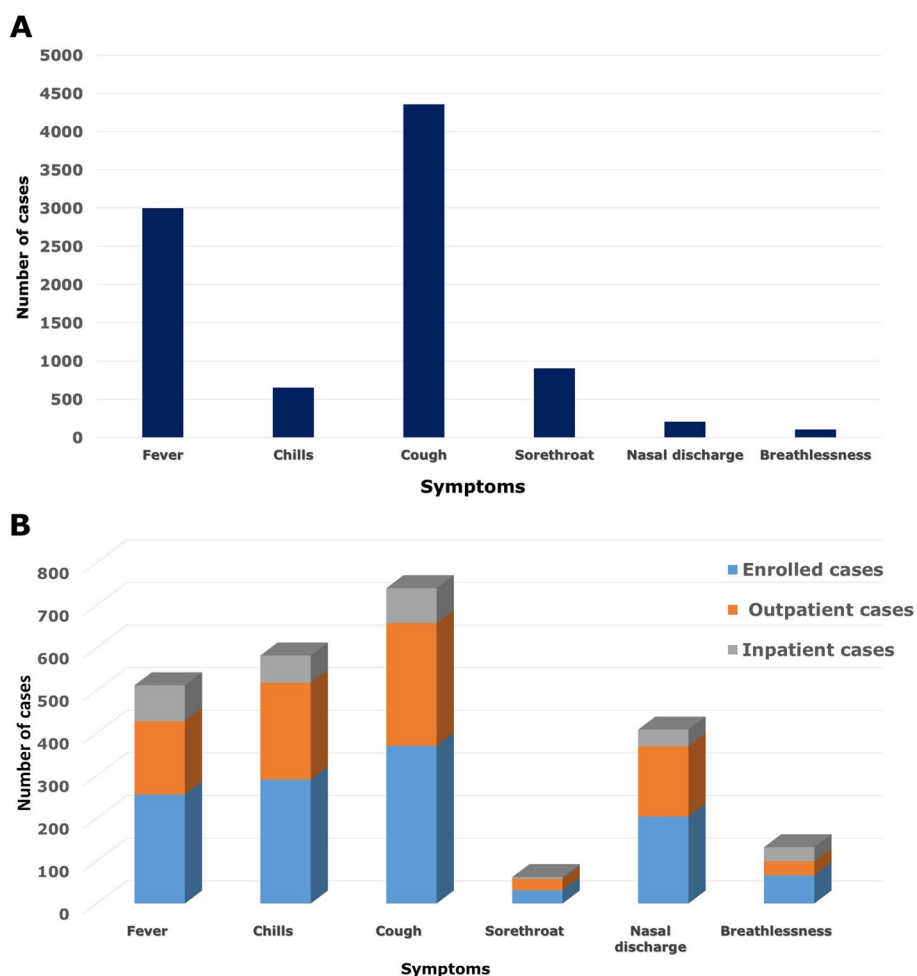 A
5000
4500
4000
3500
3000
2500
2000
1500
1000
500
0
Number of cases
Fever Chills Cough Sorethroat Nasal discharge Breathlessness
Symptoms
B
800
700
600
500
400
300
200
100
0
Number of cases
Enrolled cases
Outpatient cases
Inpatient cases
Fever Chills Cough Sorethroat Nasal Breathlessness
discharge
Symptoms